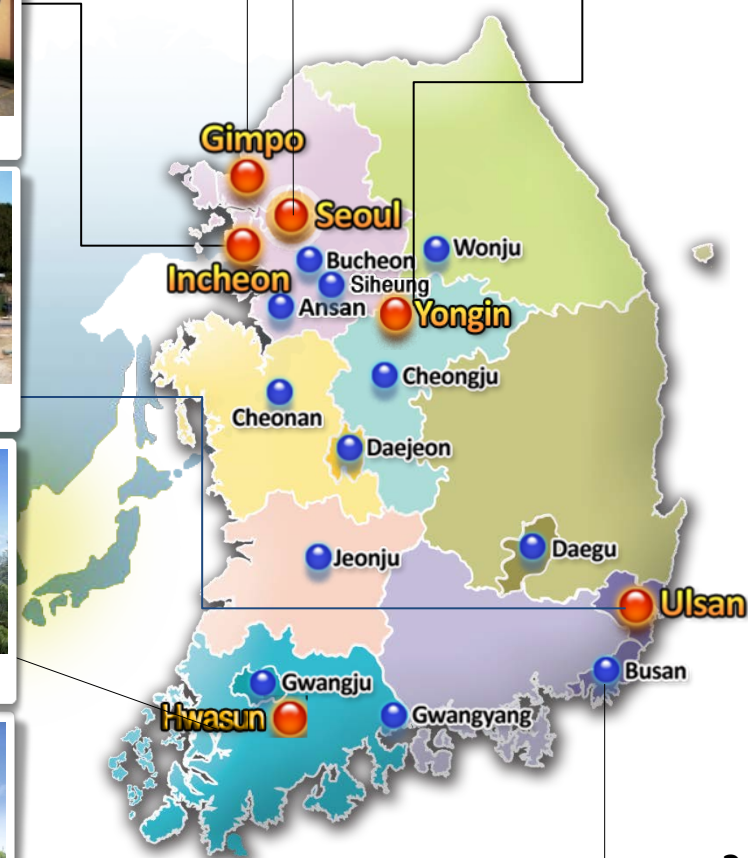 Gimpo
Seoul
Wonju
Bucheon
Incheon
Siheung
Ansan
Yongin
Cheongju
Cheonan
Daejeon
Daegu
Jeonju
Ulsan
Busan
Gwangju
Hwasun
Gwangyang